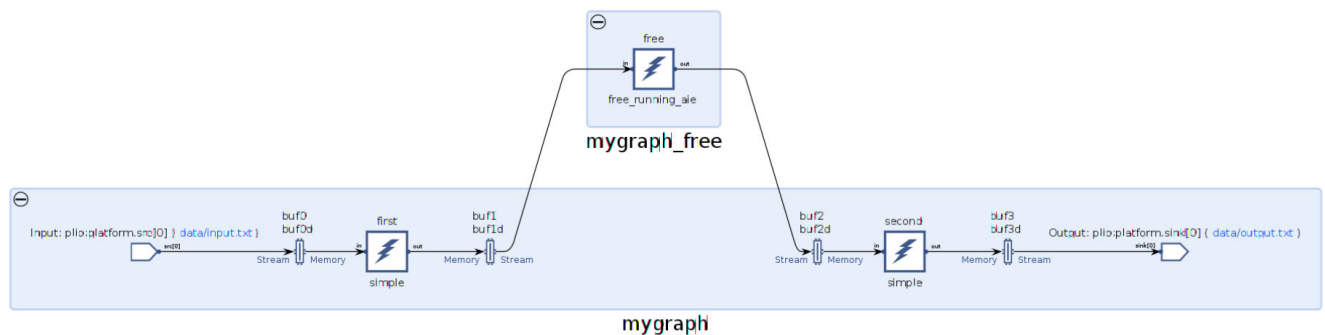 free
in
out
free_running_aie
mygraph_free
Input: plio:platform.src[0] } data/input.txt }
src[0]
buf0
buf0d
Stream
Memory
first
in
out
simple
buf1
buf1d
Memory
Stream
buf2
buf2d
Stream
Memory
second
in
out
simple
buf3
buf3d
Memory
Stream
Output: plio:platform.sink[0] { data/output.txt }
sink[0]
mygraph